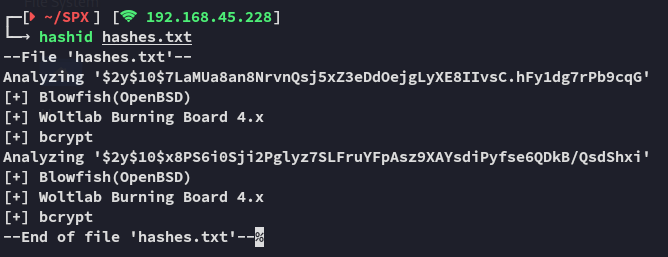 File System
[ ~/SPX ] [ 192.168.45.228]
hashid hashes.txt
--File 'hashes.txt'--
Analyzing '$2y$10$7LaMUa8an8NrvnQsj5xZ3eDdOejgLyXE8IIvsC.hFy1dg7rPb9cqG'
[+] Blowfish(OpenBSD)
[+] Woltlab Burning Board 4.x
[+] bcrypt
Analyzing '$2y$10$x8PS6i0Sji2Pglyz7SLFruYFpAsz9XAYsdiPyfse6QDkB/QsdShxi'
[+] Blowfish(OpenBSD)
[+] Woltlab Burning Board 4.x
[+] bcrypt
--End of file 'hashes.txt'--%